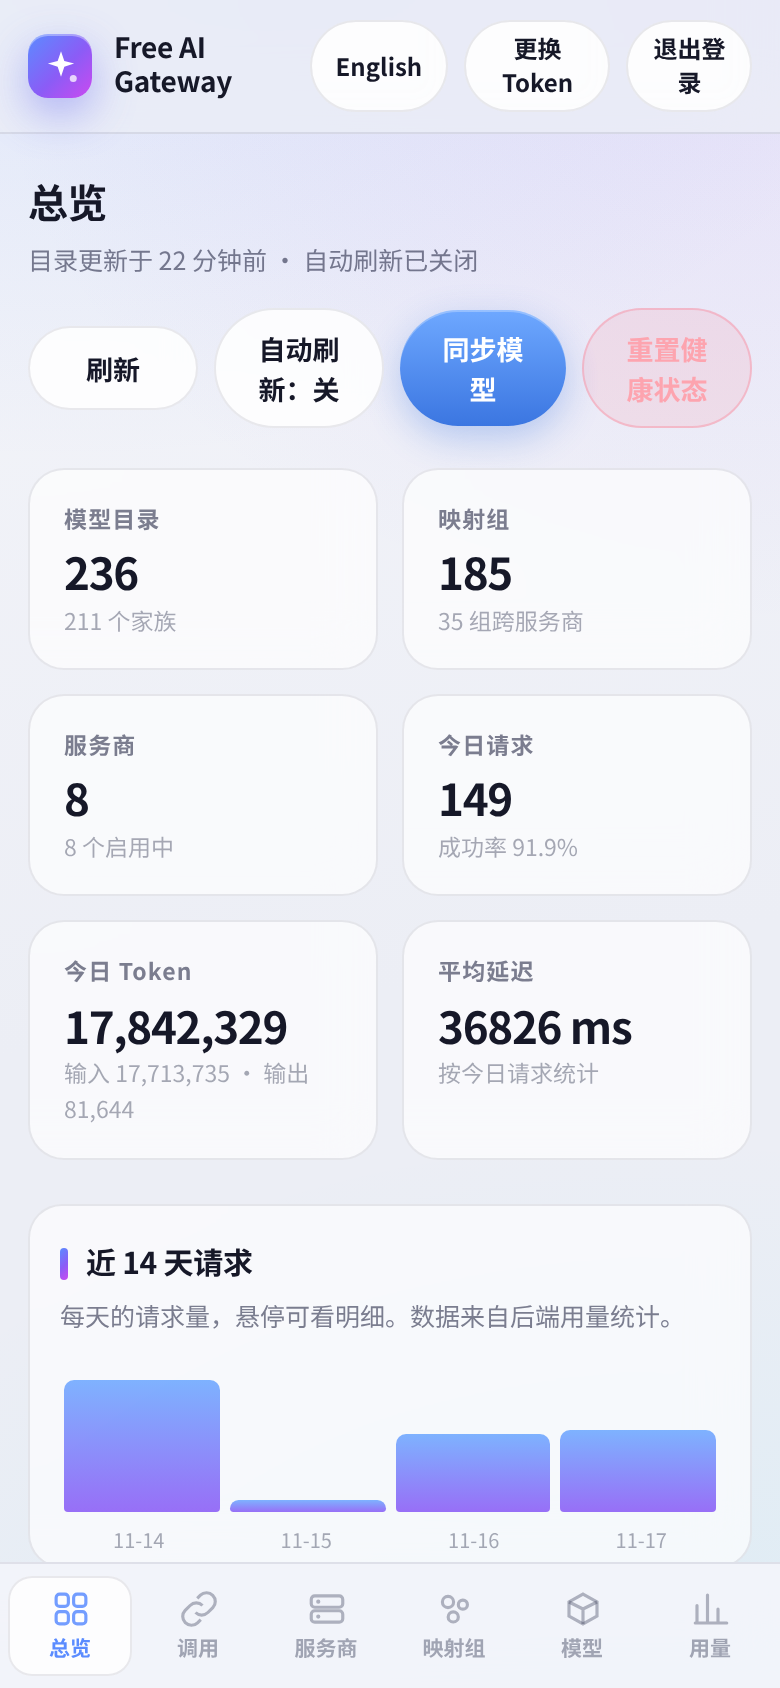 Free AI
Gateway
English
更换
Token
退出登
录
总览
目录更新于 22 分钟前 · 自动刷新已关闭
刷新
自动刷
新：关
同步模
型
重置健
康状态
模型目录
236
211 个家族
映射组
185
35 组跨服务商
服务商
8
8 个启用中
今日请求
149
成功率 91.9%
今日 Token
17,842,329
输入 17,713,735 · 输出
81,644
平均延迟
36826 ms
按今日请求统计
近 14 天请求
每天的请求量，悬停可看明细。数据来自后端用量统计。
11-14
11-15
11-16
11-17
总览
调用
服务商
映射组
模型
用量